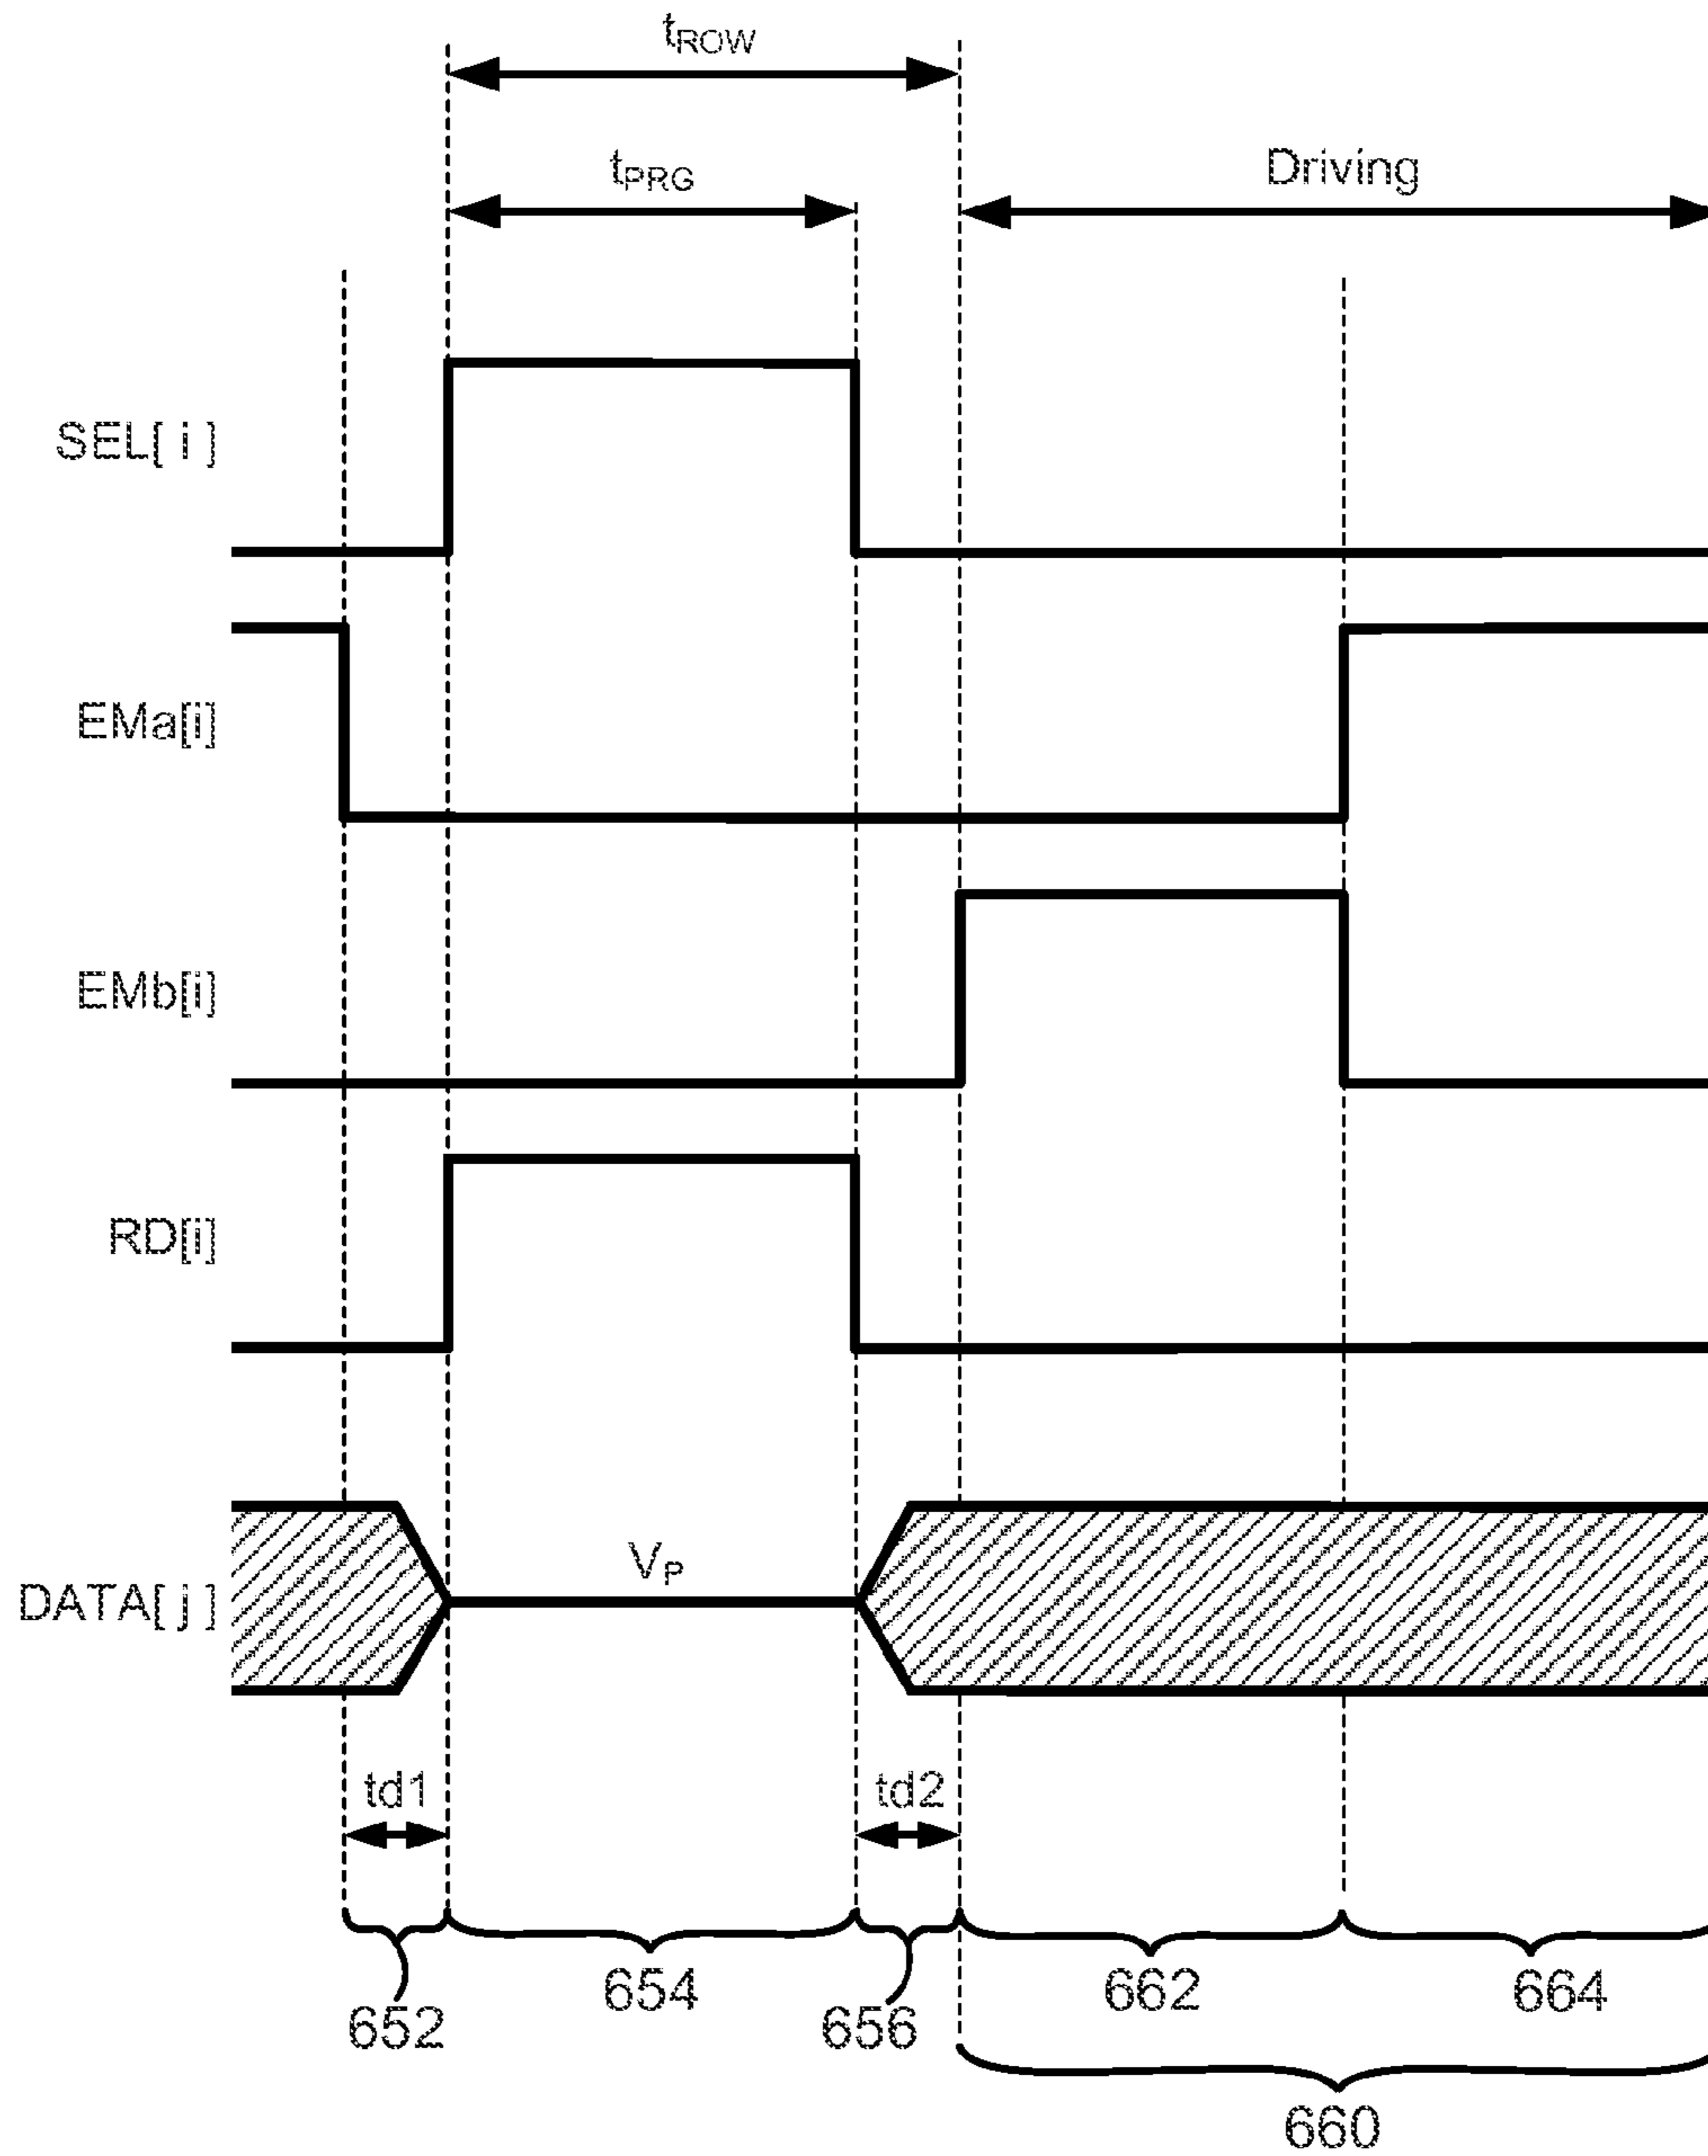 tROW
tPRG
Driving
SEL[ i ]
EMa[i]
EMb[i]
RD[i]
VP
DATA[ j ]
td1
td2
652
654
656
662
664
660